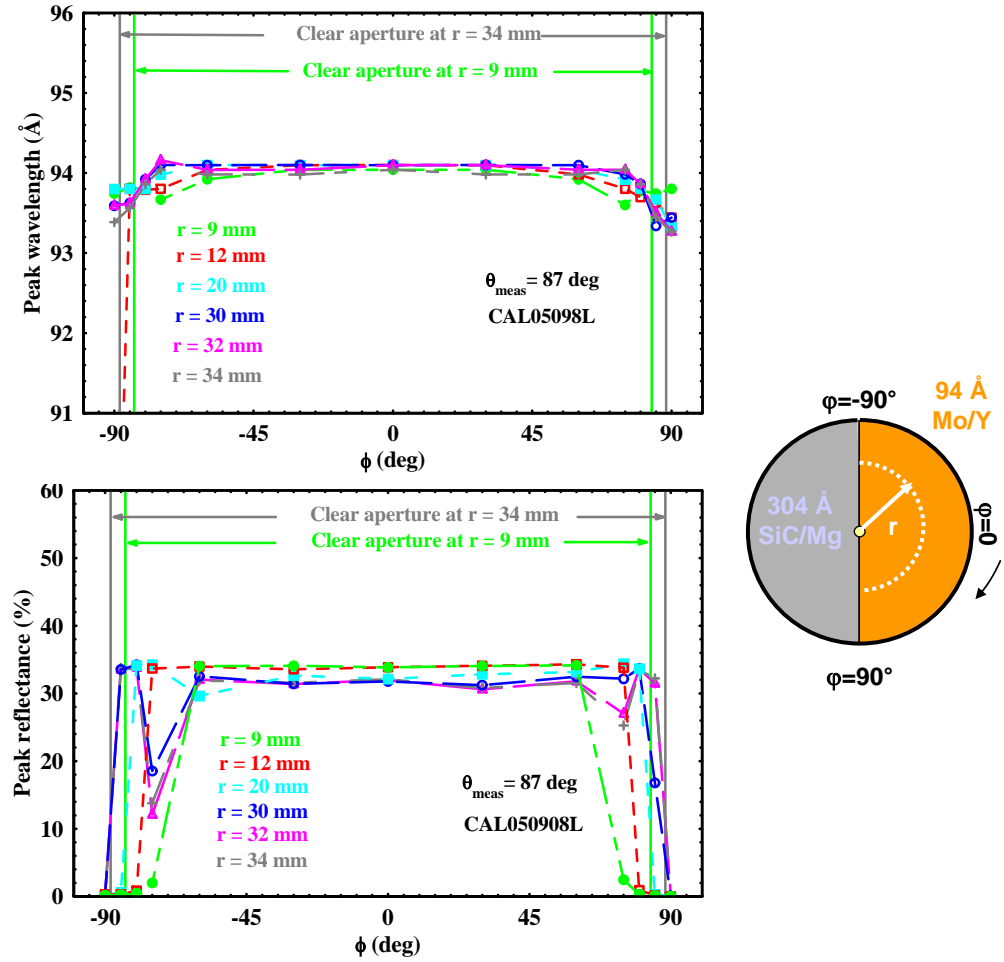 96
95
94
93
92
91
Peak wavelength (Å)
Clear aperture at r = 34 mm
Clear aperture at r = 9 mm
r = 9 mm
r = 12 mm
r = 20 mm
r = 30 mm
r = 32 mm
r = 34 mm
θmeas = 87 deg
CAL05098L
-90 -45 0 45 90
ϕ (deg)
60
50
40
30
20
10
0
Peak reflectance (%)
Clear aperture at r = 34 mm
Clear aperture at r = 9 mm
r = 9 mm
r = 12 mm
r = 20 mm
r = 30 mm
r = 32 mm
r = 34 mm
θmeas = 87 deg
CAL050908L
-90 -45 0 45 90
ϕ (deg)
φ=-90°
94 Å
Mo/Y
304 Å
SiC/Mg
r
φ=0
φ=90°